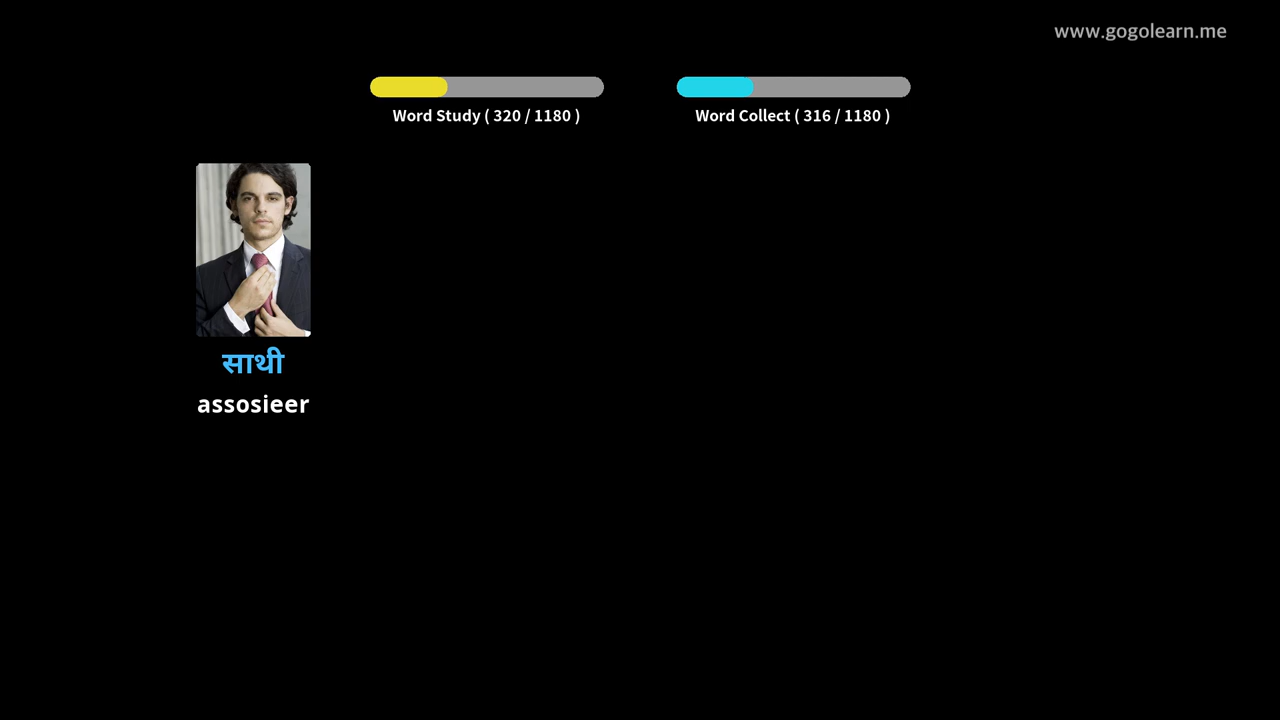 www.gogolearn.me
Word Study ( 320 / 1180 )
Word Collect ( 316 / 1180 )
साथी
assosieer